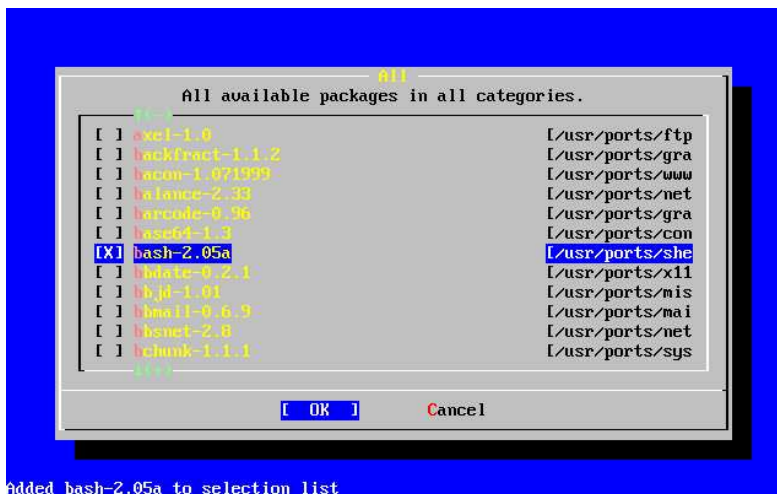 All
All available packages in all categories.
↑(-)
[ ] axel-1.0 [/usr/ports/ftp
[ ] backfract-1.1.2 [/usr/ports/gra
[ ] bacon-1.071999 [/usr/ports/www
[ ] balance-2.33 [/usr/ports/net
[ ] barcode-0.96 [/usr/ports/gra
[ ] base64-1.3 [/usr/ports/con
[X] bash-2.05a [/usr/ports/she
[ ] bbdate-0.2.1 [/usr/ports/x11
[ ] bbjd-1.01 [/usr/ports/mis
[ ] bbmail-0.6.9 [/usr/ports/mai
[ ] bbsnet-2.8 [/usr/ports/net
[ ] bchunk-1.1.1 [/usr/ports/sys
[ OK ] Cancel
Added bash-2.05a to selection list